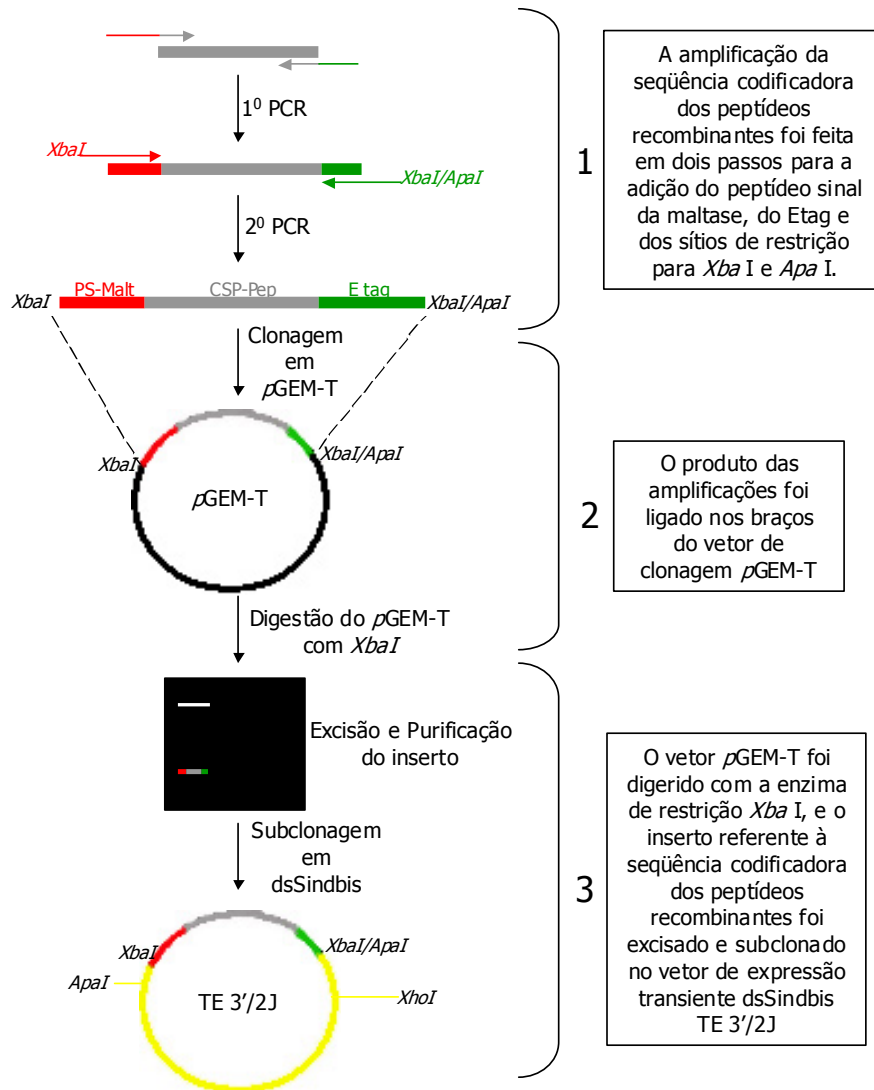 1⁰ PCR
XbaI
XbaI/ApaI
2⁰ PCR
PS-Malt
CSP-Pep
E tag
XbaI
XbaI/ApaI
Clonagem
em
pGEM-T
XbaI
XbaI/ApaI
pGEM-T
Digestão do pGEM-T
com XbaI
Excisão e Purificação
do inserto
Subclonagem
em
dsSindbis
XbaI
XbaI/ApaI
ApaI
XhoI
TE 3’/2J
1
A amplificação da
seqüência codificadora
dos peptídeos
recombinantes foi feita
em dois passos para a
adição do peptídeo sinal
da maltase, do Etag e
dos sítios de restrição
para Xba I e Apa I.
2
O produto das
amplificações foi
ligado nos braços
do vetor de
clonagem pGEM-T
3
O vetor pGEM-T foi
digerido com a enzima
de restrição Xba I, e o
inserto referente à
seqüência codificadora
dos peptídeos
recombinantes foi
excisado e subclonado
no vetor de expressão
transiente dsSindbis
TE 3’/2J